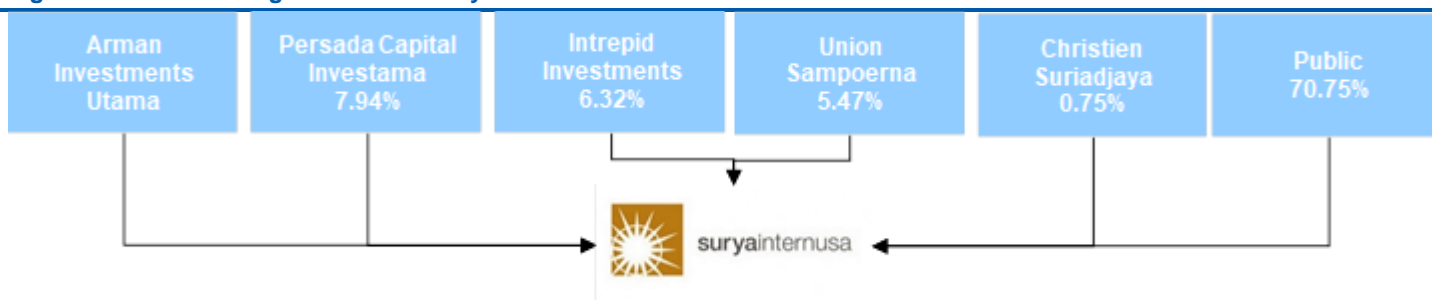 Arman
Investments
Utama
Persada Capital
Investama
7.94%
Intrepid
Investments
6.32%
Union
Sampoerna
5.47%
Christien
Suriadjaya
0.75%
Public
70.75%
suryainternusa